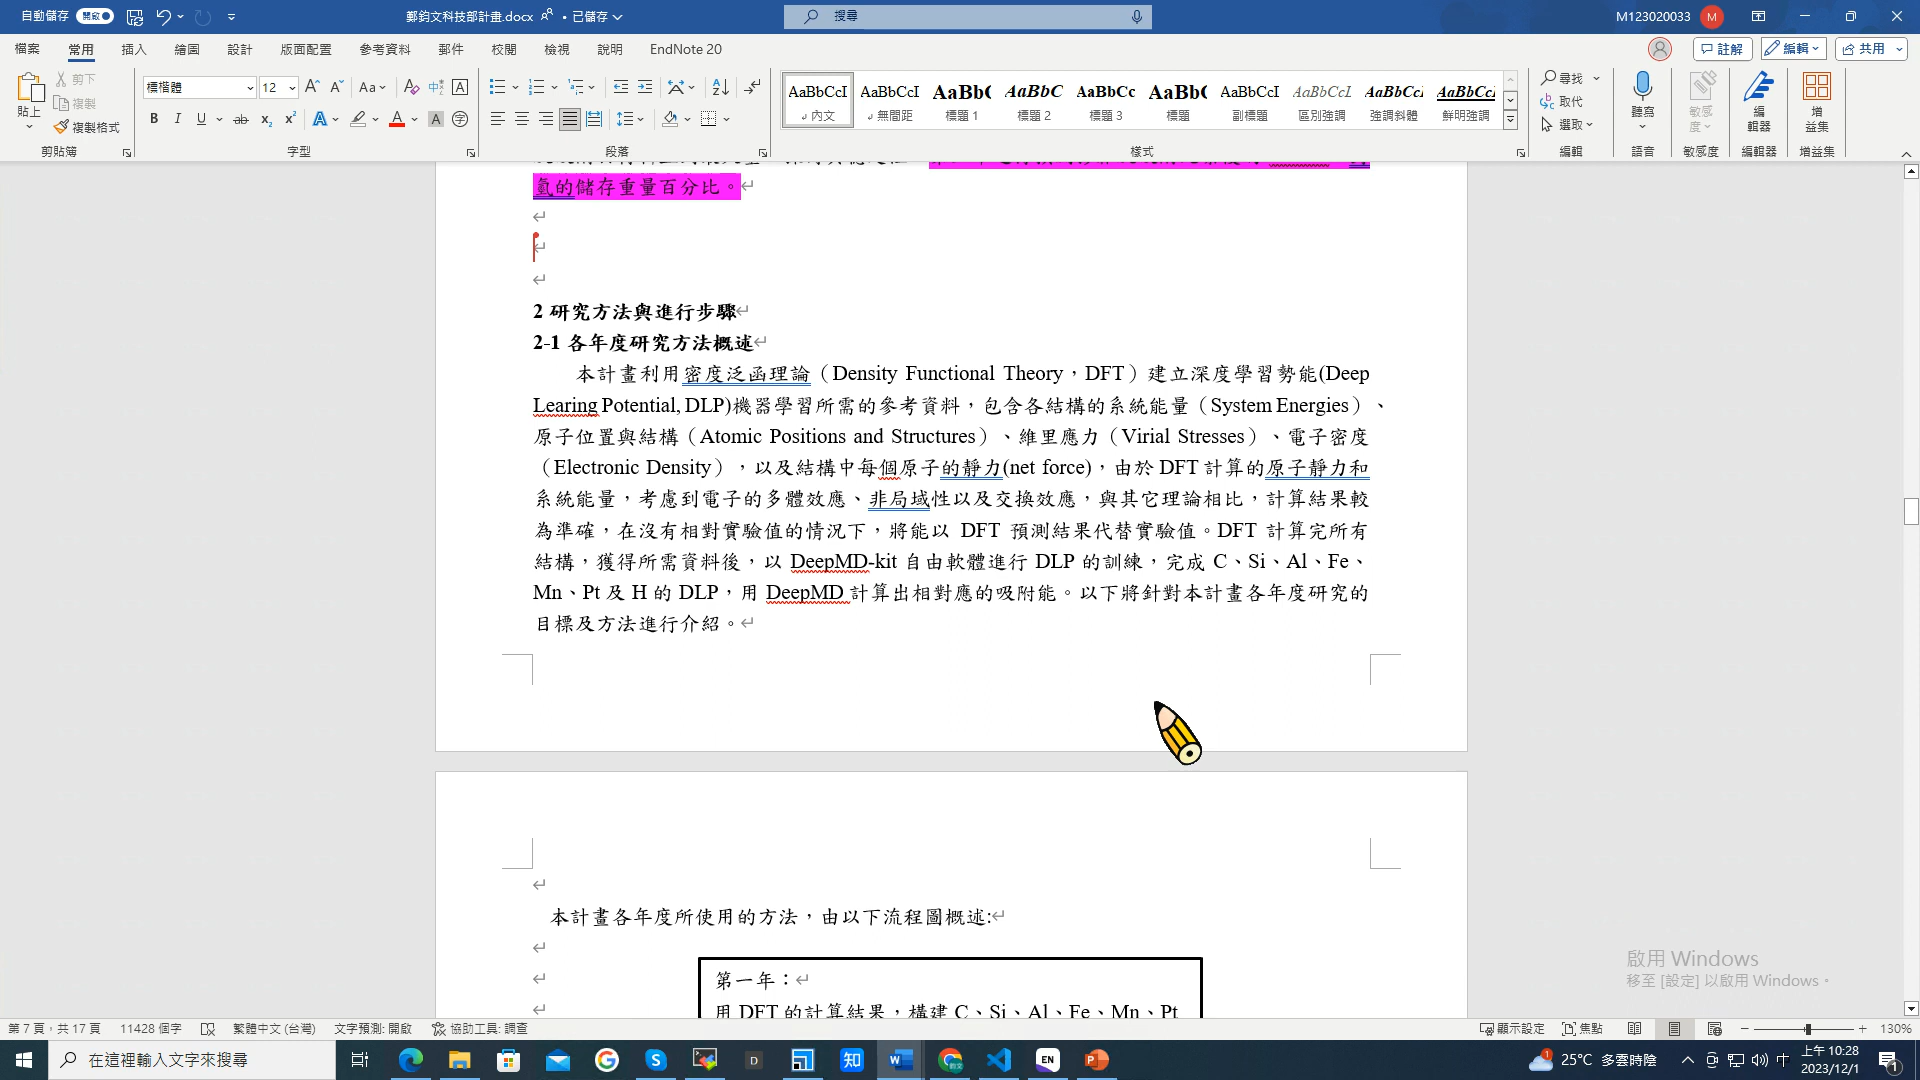 自動儲存 開啟 鄭鈞文科技部計畫.docx • 已儲存 搜尋 M123020033 M
檔案 常用 插入 繪圖 設計 版面配置 參考資料 郵件 校閱 檢視 說明 EndNote 20 註解 編輯 共用
貼上 剪下 複製 複製格式 剪貼簿
標楷體 12 字型
段落
AaBbCcI AaBbCcI AaBb( AaBbC AaBbCc AaBb( AaBbCcI AaBbCcI AaBbCcI AaBbCcI
內文 無間距 標題 1 標題 2 標題 3 標題 副標題 區別強調 強調斜體 鮮明強調
樣式
尋找 取代 選取 編輯
聽寫 語音
敏感度 敏感度
編輯器 編輯器
增益集 增益集
氫的儲存重量百分比。
2 研究方法與進行步驟
2-1 各年度研究方法概述
本計畫利用密度泛函理論（Density Functional Theory，DFT）建立深度學習勢能(Deep
Learing Potential, DLP)機器學習所需的參考資料，包含各結構的系統能量（System Energies）、
原子位置與結構（Atomic Positions and Structures）、維里應力（Virial Stresses）、電子密度
（Electronic Density），以及結構中每個原子的靜力(net force)，由於 DFT 計算的原子靜力和
系統能量，考慮到電子的多體效應、非局域性以及交換效應，與其它理論相比，計算結果較
為準確，在沒有相對實驗值的情況下，將能以 DFT 預測結果代替實驗值。DFT 計算完所有
結構，獲得所需資料後，以 DeepMD-kit 自由軟體進行 DLP 的訓練，完成 C、Si、Al、Fe、
Mn、Pt 及 H 的 DLP，用 DeepMD 計算出相對應的吸附能。以下將針對本計畫各年度研究的
目標及方法進行介紹。
本計畫各年度所使用的方法，由以下流程圖概述:
第一年：
用 DFT 的計算結果，構建 C、Si、Al、Fe、Mn、Pt
啟用 Windows
移至 [設定] 以啟用 Windows。
第 7 頁，共 17 頁 11428 個字 繁體中文 (台灣) 文字預測: 開啟 協助工具: 調查 顯示設定 焦點 130%
在這裡輸入文字來搜尋 25°C 多雲時陰 中 上午 10:28
2023/12/1